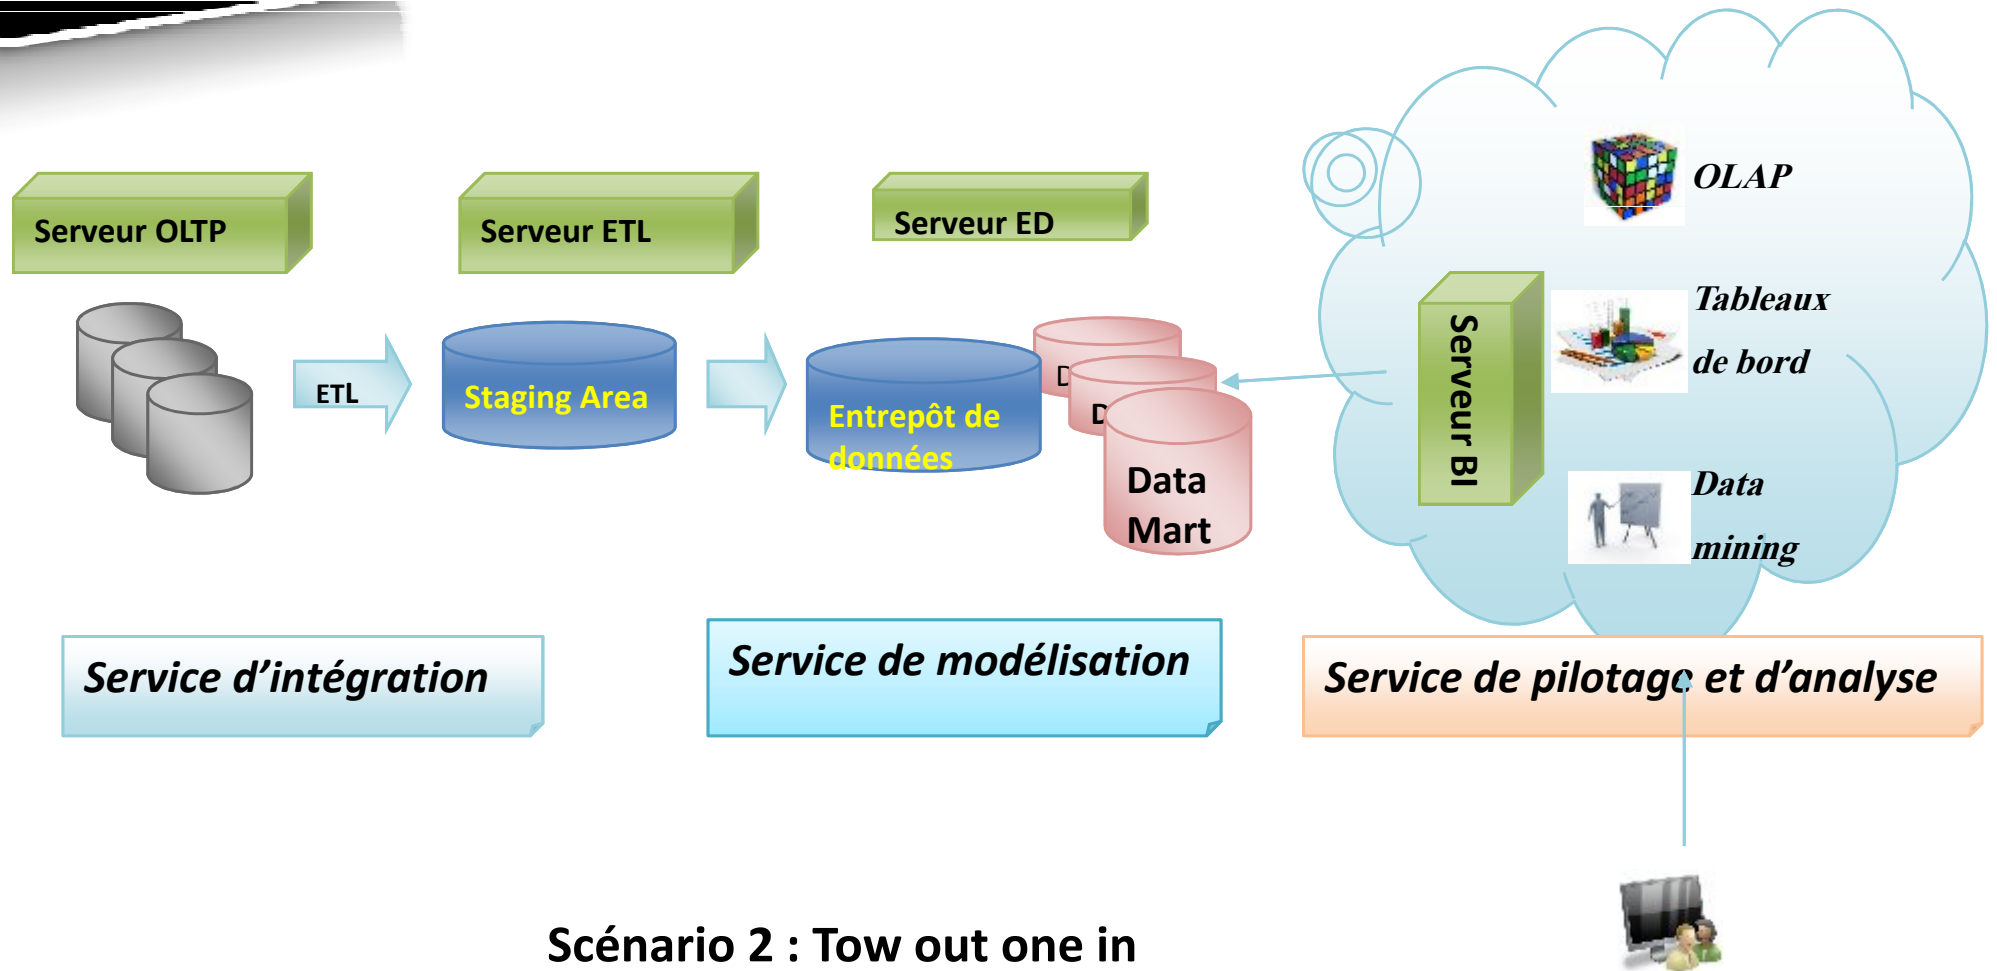 Serveur OLTP
Serveur ETL
Serveur ED
OLAP
Tableaux
de bord
Serveur BI
Data
mining
ETL
Staging Area
Entrepôt de
données
D
D
Data
Mart
Service d’intégration
Service de modélisation
Service de pilotage et d’analyse
Scénario 2 : Tow out one in